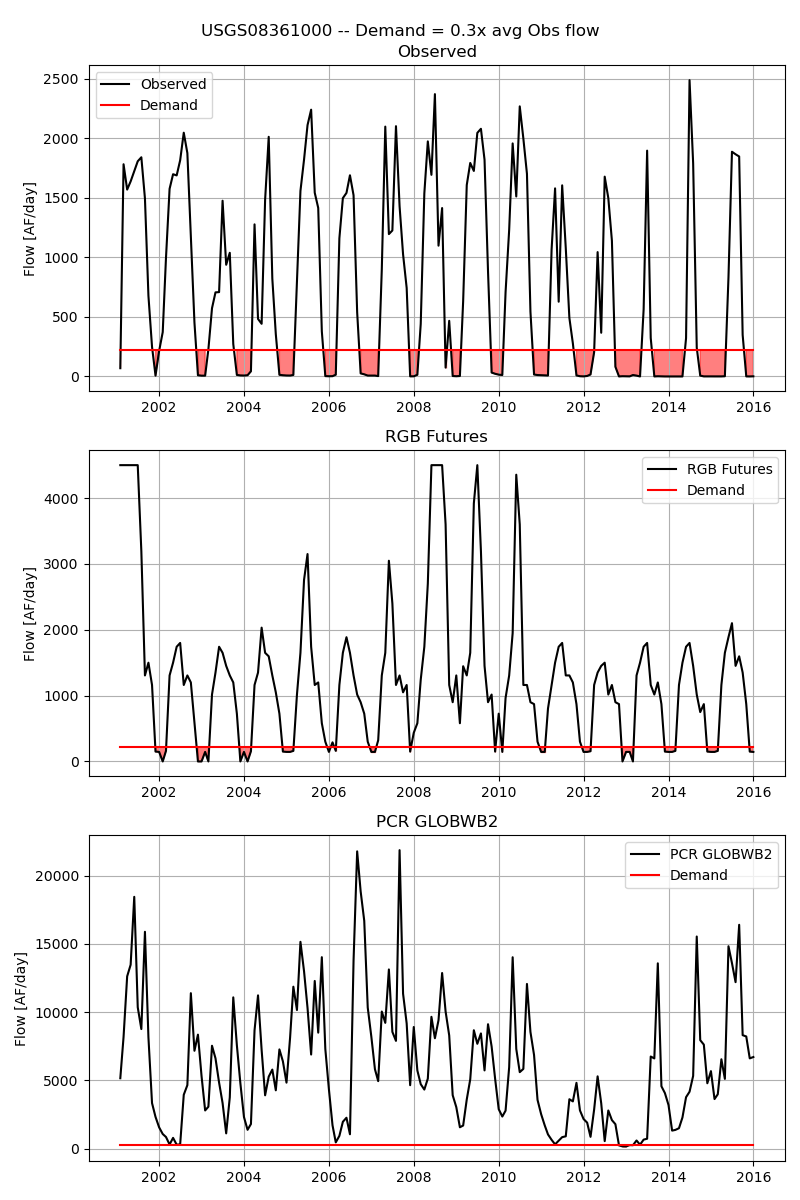 USGS08361000 -- Demand = 0.3x avg Obs flow
Observed
Observed
Demand
Flow [AF/day]
2500
2000
1500
1000
500
0
2002 2004 2006 2008 2010 2012 2014 2016
RGB Futures
RGB Futures
Demand
Flow [AF/day]
4000
3000
2000
1000
0
2002 2004 2006 2008 2010 2012 2014 2016
PCR GLOBWB2
PCR GLOBWB2
Demand
Flow [AF/day]
20000
15000
10000
5000
0
2002 2004 2006 2008 2010 2012 2014 2016